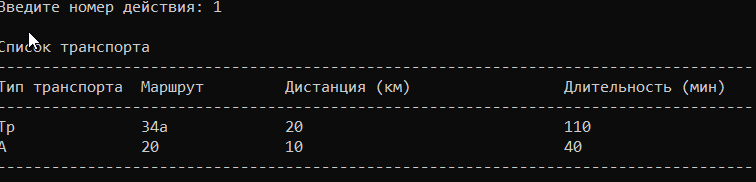 Введите номер действия: 1
Список транспорта
--------------------------------------------------------------------------------
Тип транспорта Маршрут Дистанция (км) Длительность (мин)
--------------------------------------------------------------------------------
Тр 34а 20 110
А 20 10 40
--------------------------------------------------------------------------------